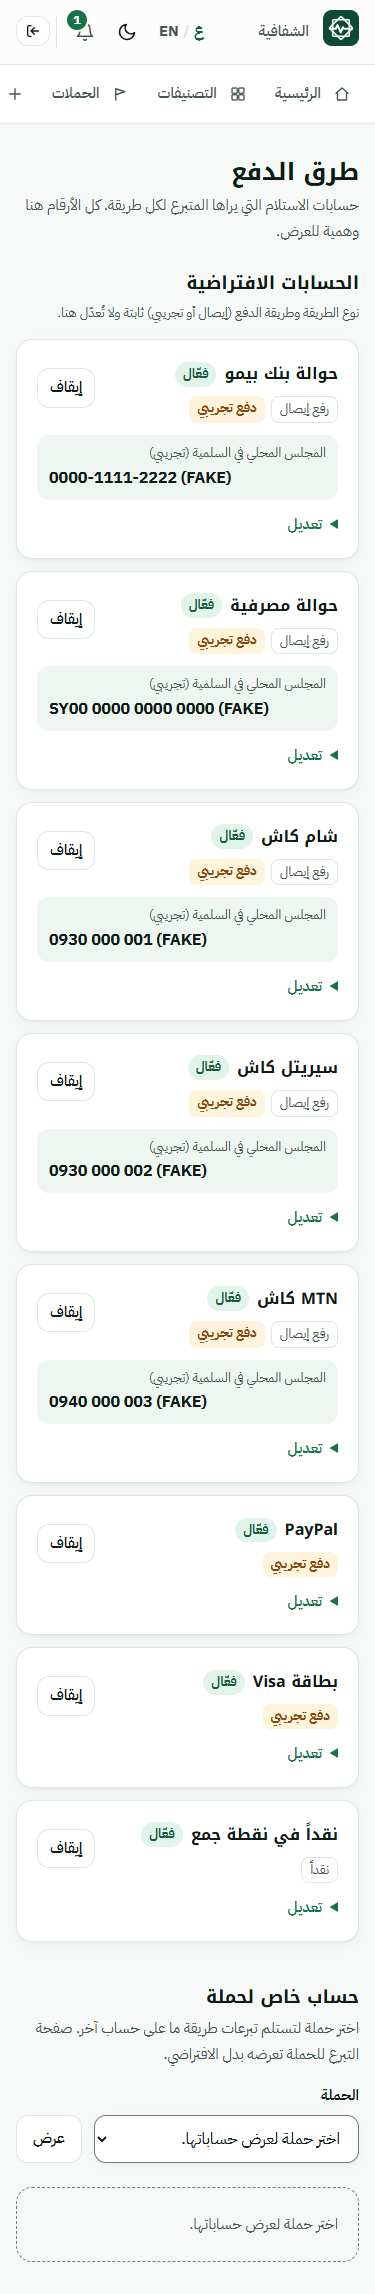 الشفافية
ع / EN
1
الرئيسية
التصنيفات
الحملات
طرق الدفع
حسابات الاستلام التي يراها المتبرع لكل طريقة. كل الأرقام هنا
وهمية للعرض.
الحسابات الافتراضية
نوع الطريقة وطريقة الدفع (إيصال أو تجريبي) ثابتة ولا تُعدّل هنا.
حوالة بنك بيمو فعّال
إيقاف
رفع إيصال دفع تجريبي
المجلس المحلي في السلمية (تجريبي)
0000-1111-2222 (FAKE)
تعديل
حوالة مصرفية فعّال
إيقاف
رفع إيصال دفع تجريبي
المجلس المحلي في السلمية (تجريبي)
SY00 0000 0000 0000 (FAKE)
تعديل
شام كاش فعّال
إيقاف
رفع إيصال دفع تجريبي
المجلس المحلي في السلمية (تجريبي)
0930 000 001 (FAKE)
تعديل
سيريتل كاش فعّال
إيقاف
رفع إيصال دفع تجريبي
المجلس المحلي في السلمية (تجريبي)
0930 000 002 (FAKE)
تعديل
MTN كاش فعّال
إيقاف
رفع إيصال دفع تجريبي
المجلس المحلي في السلمية (تجريبي)
0940 000 003 (FAKE)
تعديل
PayPal فعّال
إيقاف
دفع تجريبي
تعديل
بطاقة Visa فعّال
إيقاف
دفع تجريبي
تعديل
نقداً في نقطة جمع فعّال
إيقاف
نقداً
تعديل
حساب خاص لحملة
اختر حملة لتستلم تبرعات طريقة ما على حساب آخر. صفحة
التبرع للحملة تعرضه بدل الافتراضي.
الحملة
اختر حملة لعرض حساباتها.
عرض
اختر حملة لعرض حساباتها.